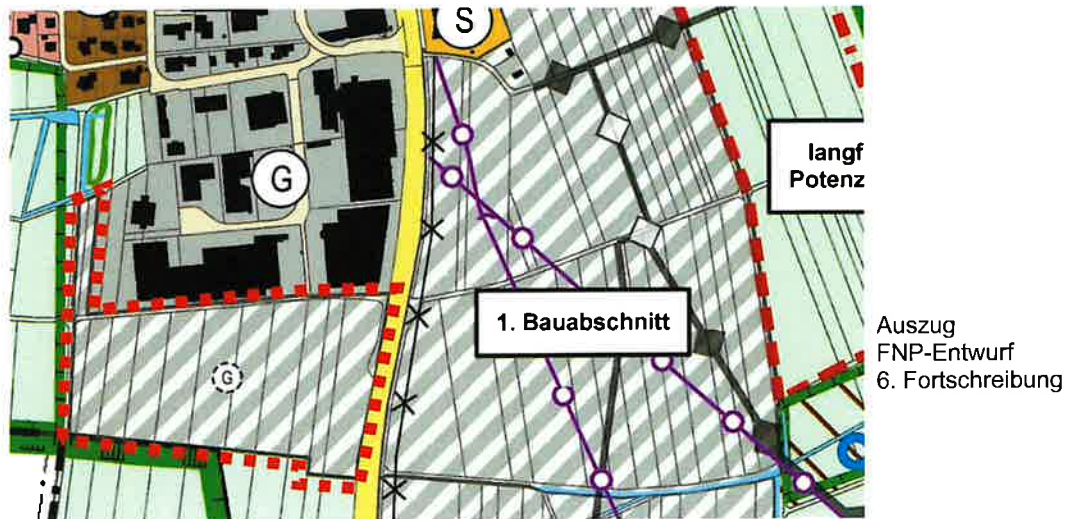 S
langf
Potenz
G
1. Bauabschnitt
G
Auszug
FNP-Entwurf
6. Fortschreibung